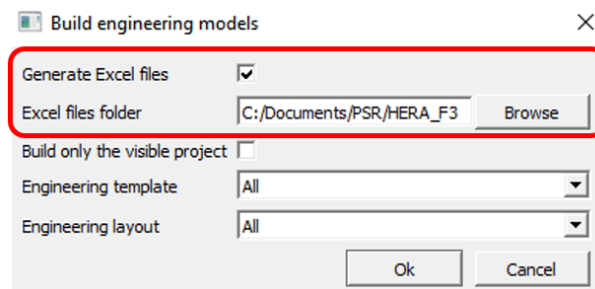 Build engineering models
Generate Excel files
Excel files folder C:/Documents/PSR/HERA_F3 Browse
Build only the visible project
Engineering template All
Engineering layout All
Ok Cancel